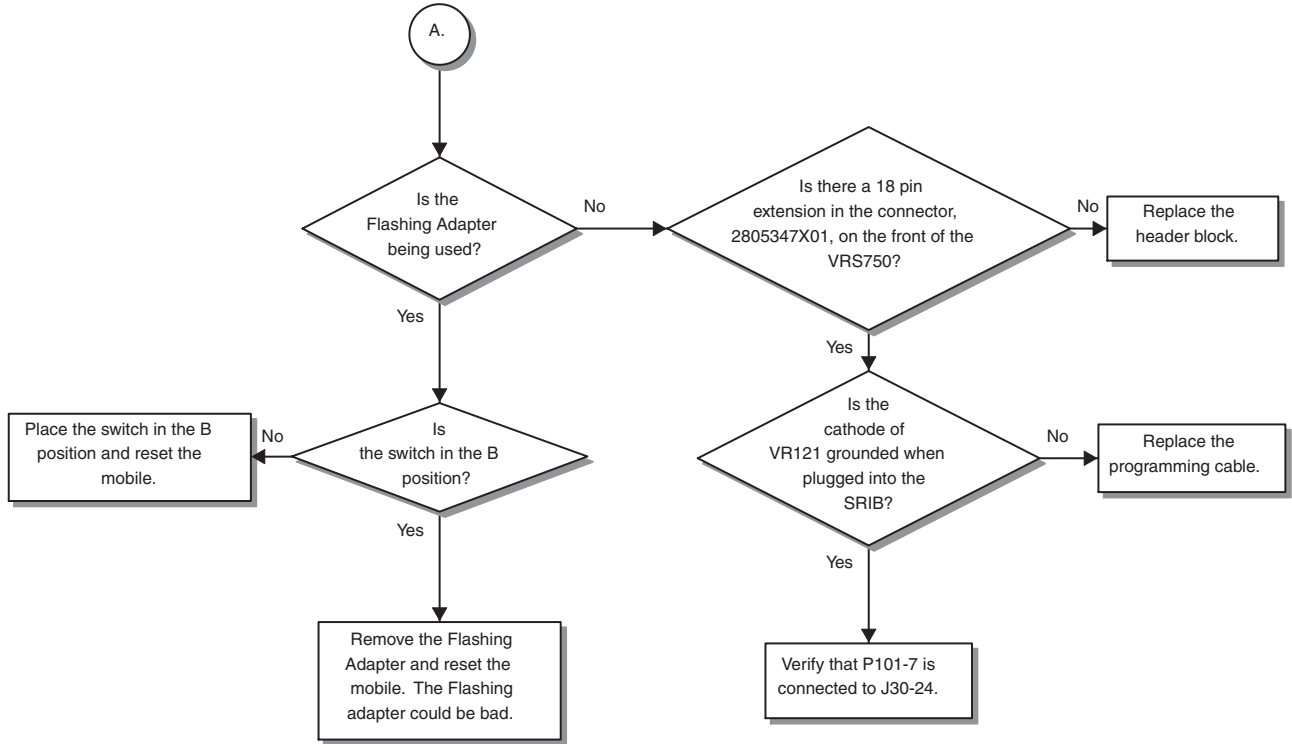 A.
Is the
Flashing Adapter
being used?
No
Is there a 18 pin
extension in the connector,
2805347X01, on the front of the
VRS750?
No
Replace the
header block.
Yes
Yes
Place the switch in the B
position and reset the
mobile.
No
Is
the switch in the B
position?
Is the
cathode of
VR121 grounded when
plugged into the
SRIB?
No
Replace the
programming cable.
Yes
Yes
Remove the Flashing
Adapter and reset the
mobile. The Flashing
adapter could be bad.
Verify that P101-7 is
connected to J30-24.